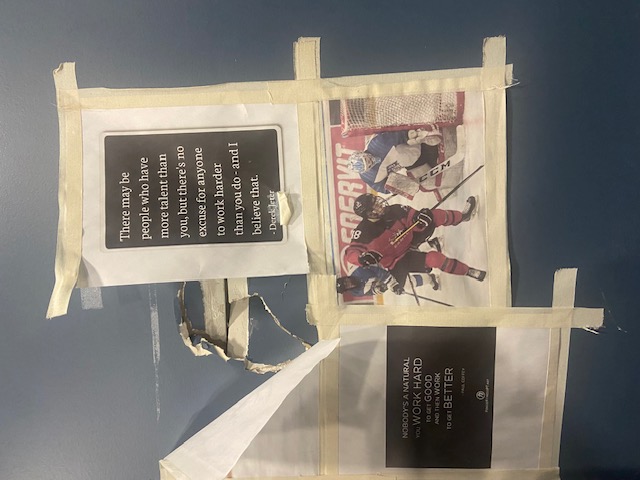 There may be
people who have
more talent than
you, but there's no
excuse for anyone
to work harder
than you do - and I
believe that.
- Derek Jeter
CCM
18
NOBODY'S A NATURAL
YOU WORK HARD
TO GET GOOD
AND THEN WORK
TO GET BETTER